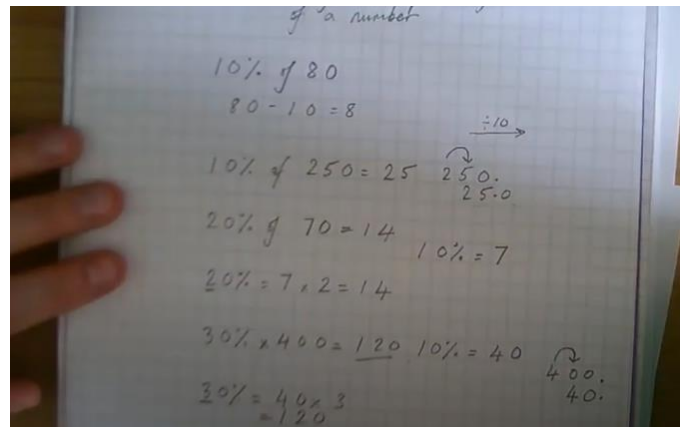 of a number
10% of 80
80 - 10 = 8
÷10
10% of 250 = 25 250.
25.0
20% of 70 = 14
10% = 7
20% = 7 x 2 = 14
30% x 400 = 120 10% = 40
400.
40.
30% = 40 x 3
= 120